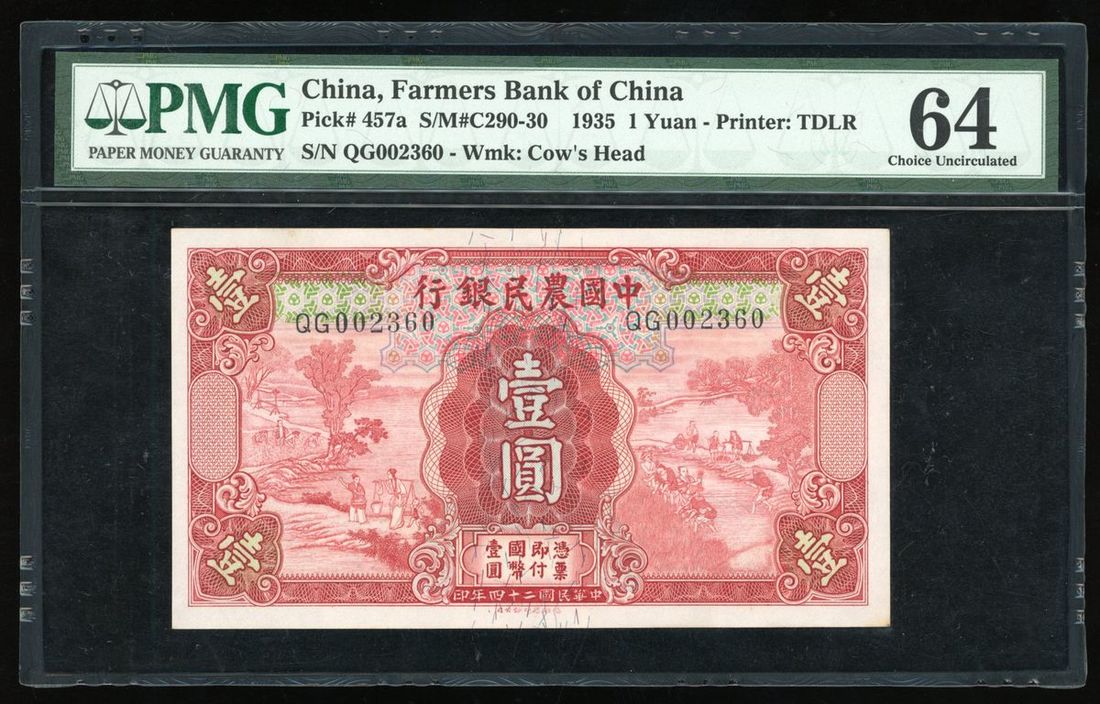 PMG
PAPER MONEY GUARANTY
China, Farmers Bank of China
Pick# 457a S/M#C290-30 1935 1 Yuan - Printer: TDLR
S/N QG002360 - Wmk: Cow's Head
64
Choice Uncirculated
壹
壹
行銀民農國中
QG002360
QG002360
壹
圓
壹國即憑
圓幣付票
印年四十二國民華中
壹
壹